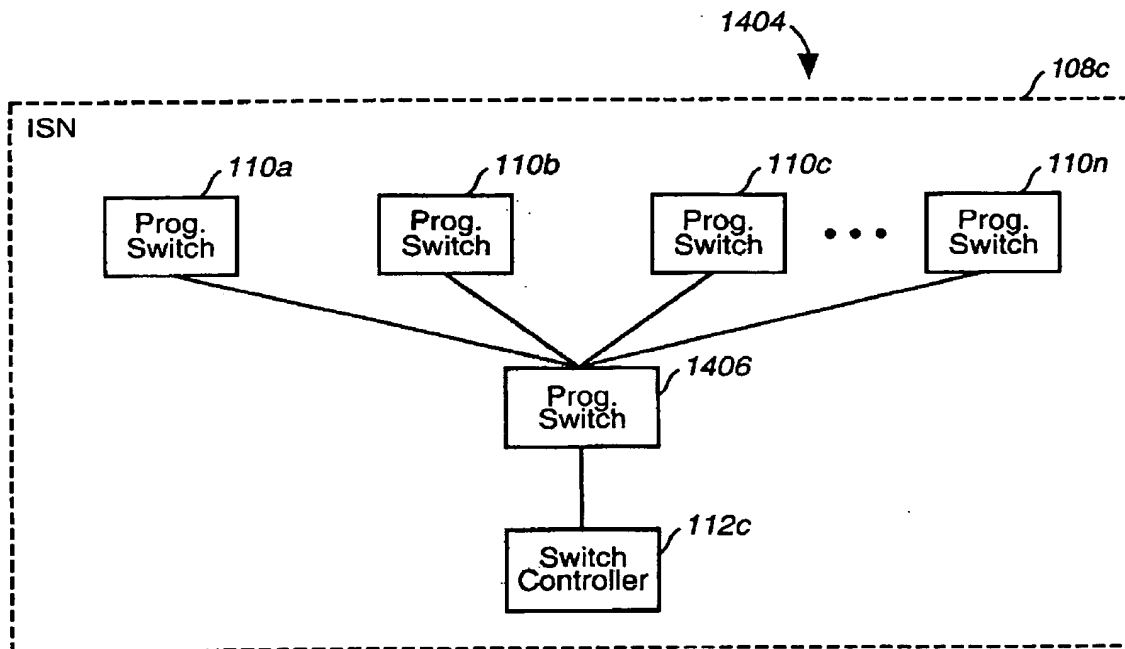 1404
108c
ISN
110a
110b
110c
110n
Prog.
Switch
Prog.
Switch
Prog.
Switch
Prog.
Switch
1406
Prog.
Switch
112c
Switch
Controller